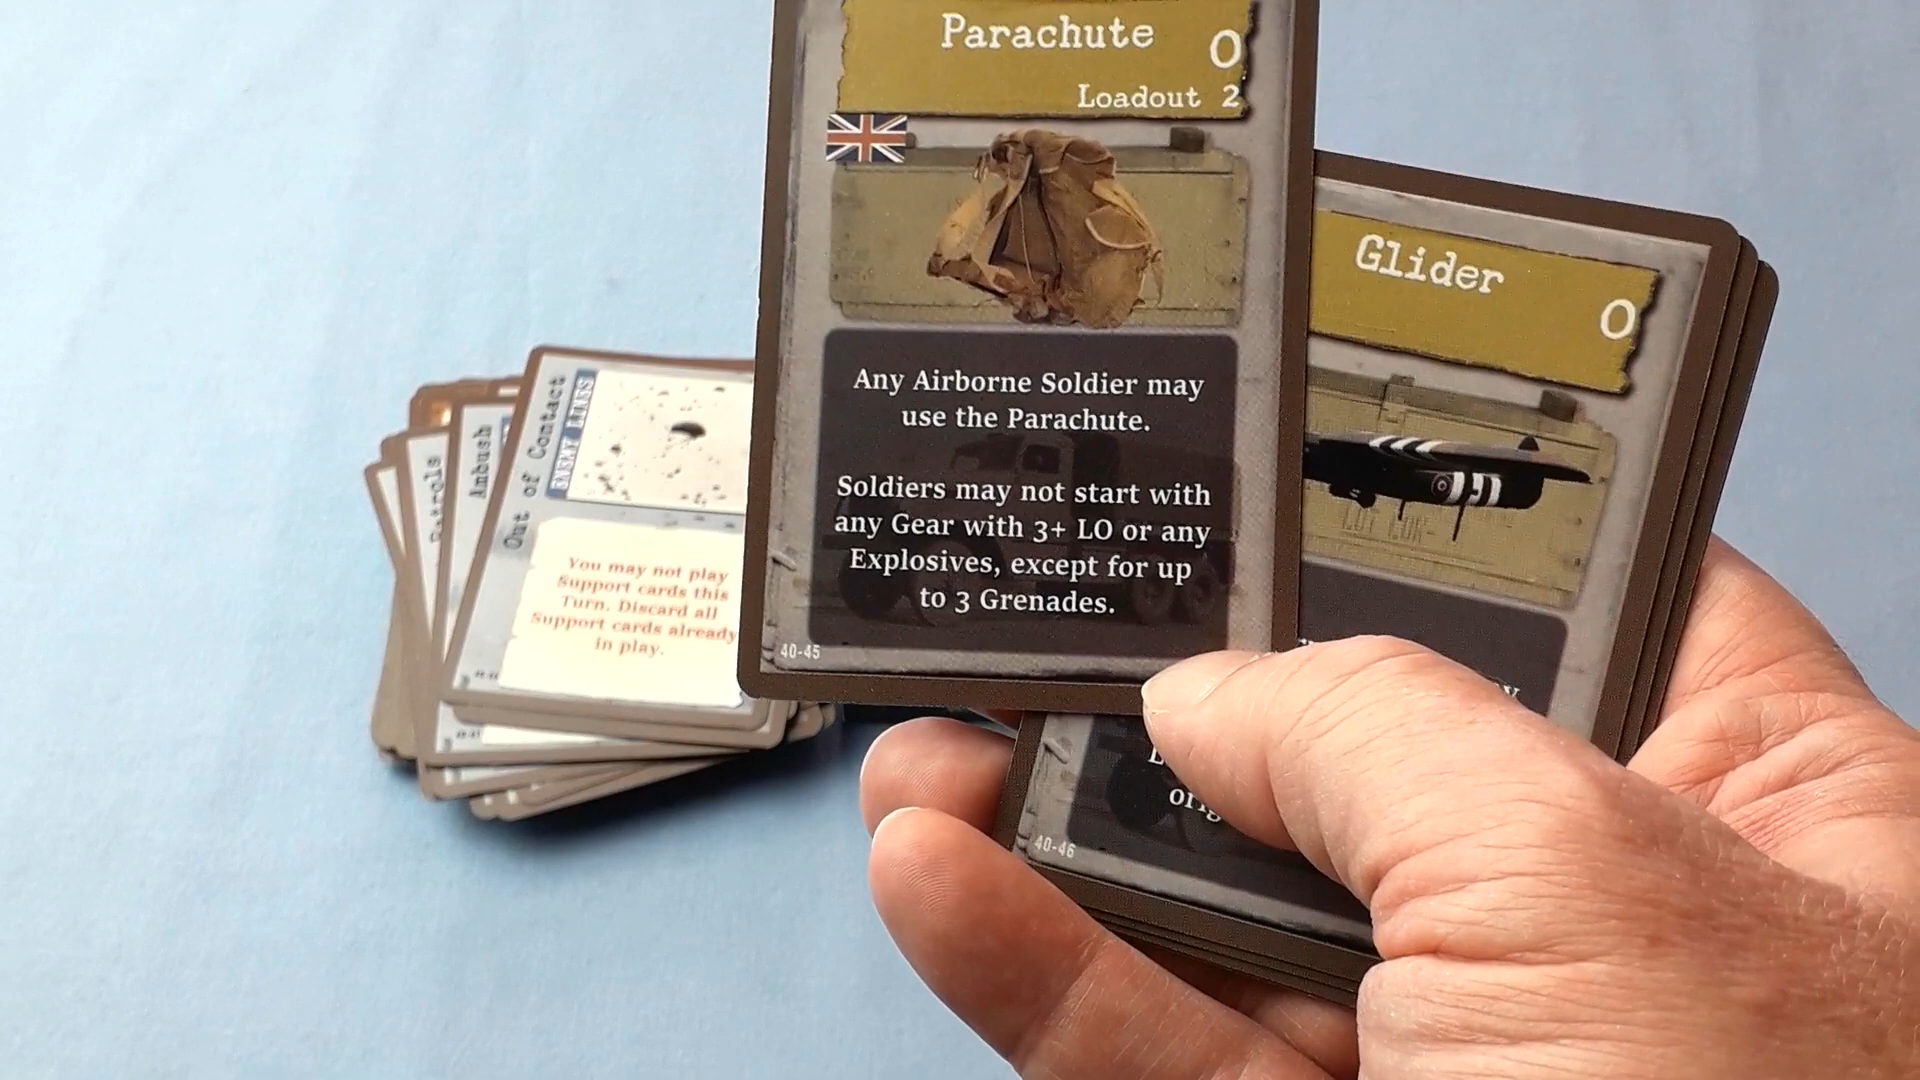 Parachute
0
Loadout 2
Any Airborne Soldier may
use the Parachute.
Soldiers may not start with
any Gear with 3+ LO or any
Explosives, except for up
to 3 Grenades.
40-45
Glider
0
40-46
Out of Contact
ENEMY LINES
You may not play
Support cards this
Turn. Discard all
Support cards already
in play.
Ambush